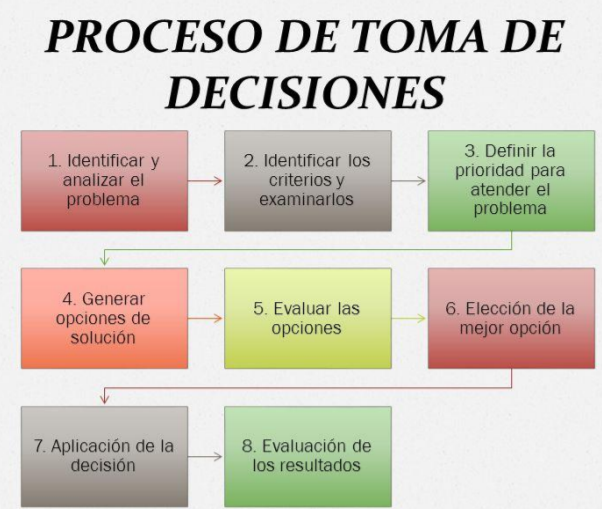 PROCESO DE TOMA DE
DECISIONES
1. Identificar y
analizar el
problema
2. Identificar los
criterios y
examinarlos
3. Definir la
prioridad para
atender el
problema
4. Generar
opciones de
solución
5. Evaluar las
opciones
6. Elección de la
mejor opción
7. Aplicación de la
decisión
8. Evaluación de
los resultados